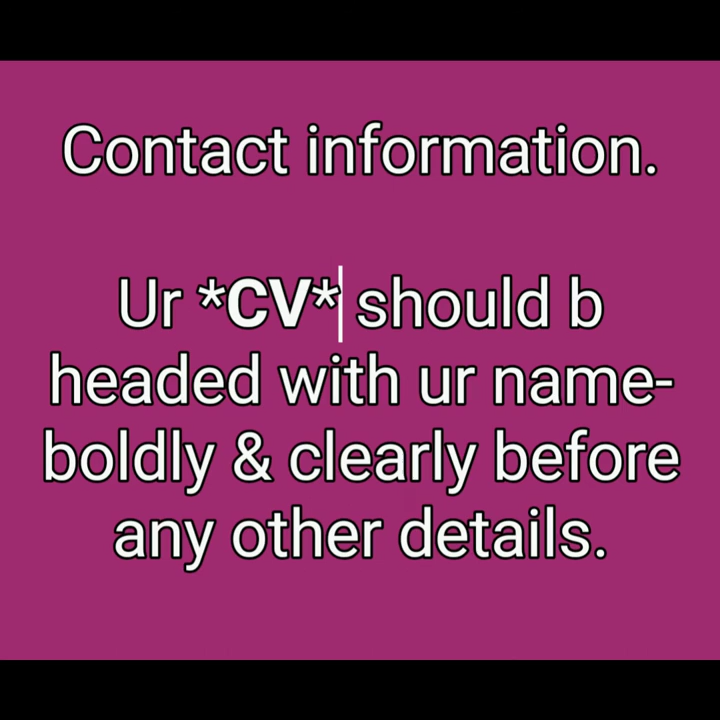 Contact information.
Ur *CV* should b
headed with ur name-
boldly & clearly before
any other details.